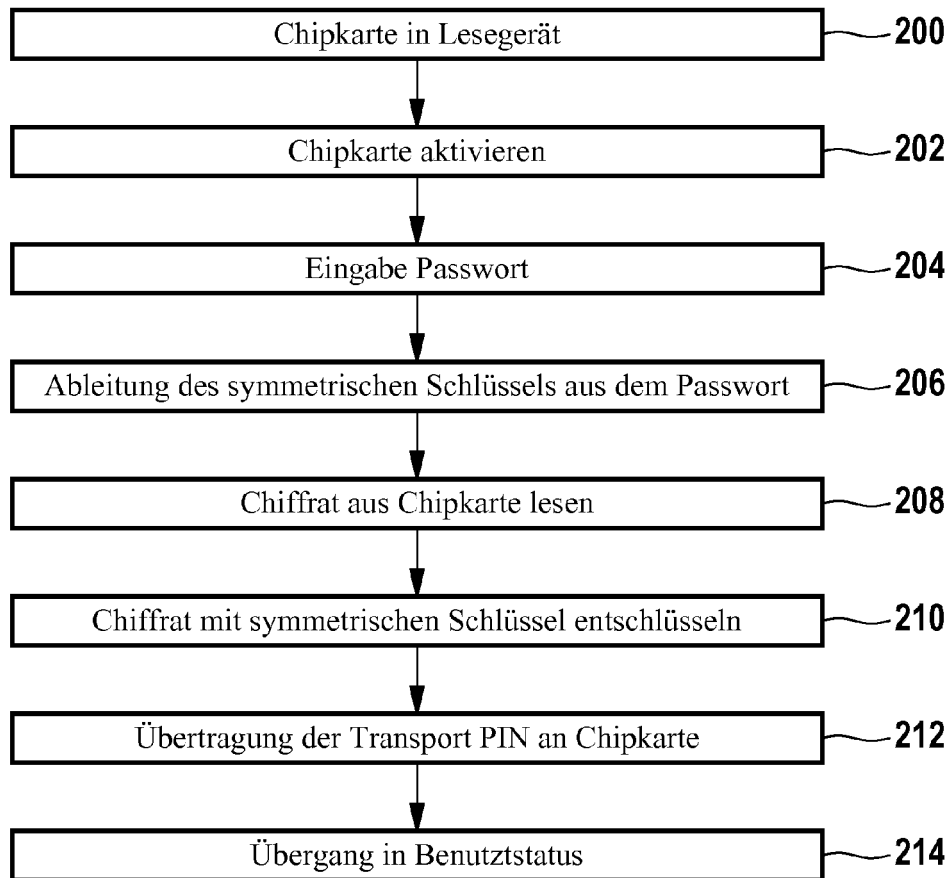 Chipkarte in Lesegerät 200
Chipkarte aktivieren 202
Eingabe Passwort 204
Ableitung des symmetrischen Schlüssels aus dem Passwort 206
Chiffrat aus Chipkarte lesen 208
Chiffrat mit symmetrischen Schlüssel entschlüsseln 210
Übertragung der Transport PIN an Chipkarte 212
Übergang in Benutztstatus 214